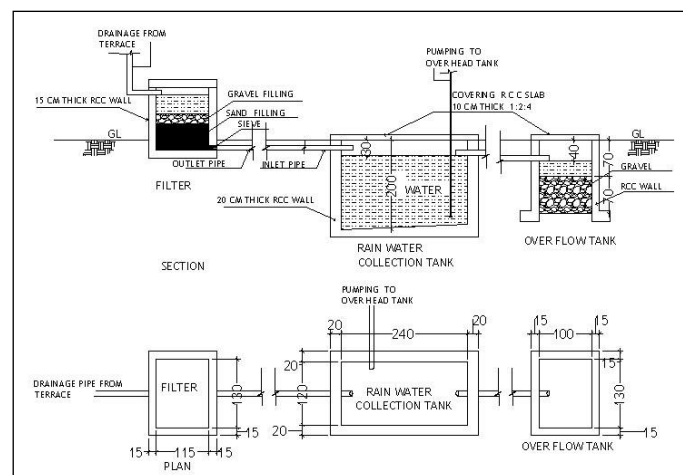 DRAINAGE FROM
TERRACE
PUMPING TO
OVER HEAD TANK
GRAVEL FILLING
COVERING R C C SLAB
10 CM THICK 1:2:4
15 CM THICK RCC WALL
SAND FILLING
SIEVE
GL
GL
OUTLET PIPE
INLET PIPE
30
200
WATER
40
70
GRAVEL
RCC WALL
FILTER
20 CM THICK RCC WALL
OVER FLOW TANK
RAIN WATER
COLLECTION TANK
SECTION
PUMPING TO
OVER HEAD TANK
20
240
20
15
100
15
20
15
DRAINAGE PIPE FROM
TERRACE
FILTER
130
120
RAIN WATER
COLLECTION TANK
130
20
15
15
15
115
15
PLAN
OVER FLOW TANK